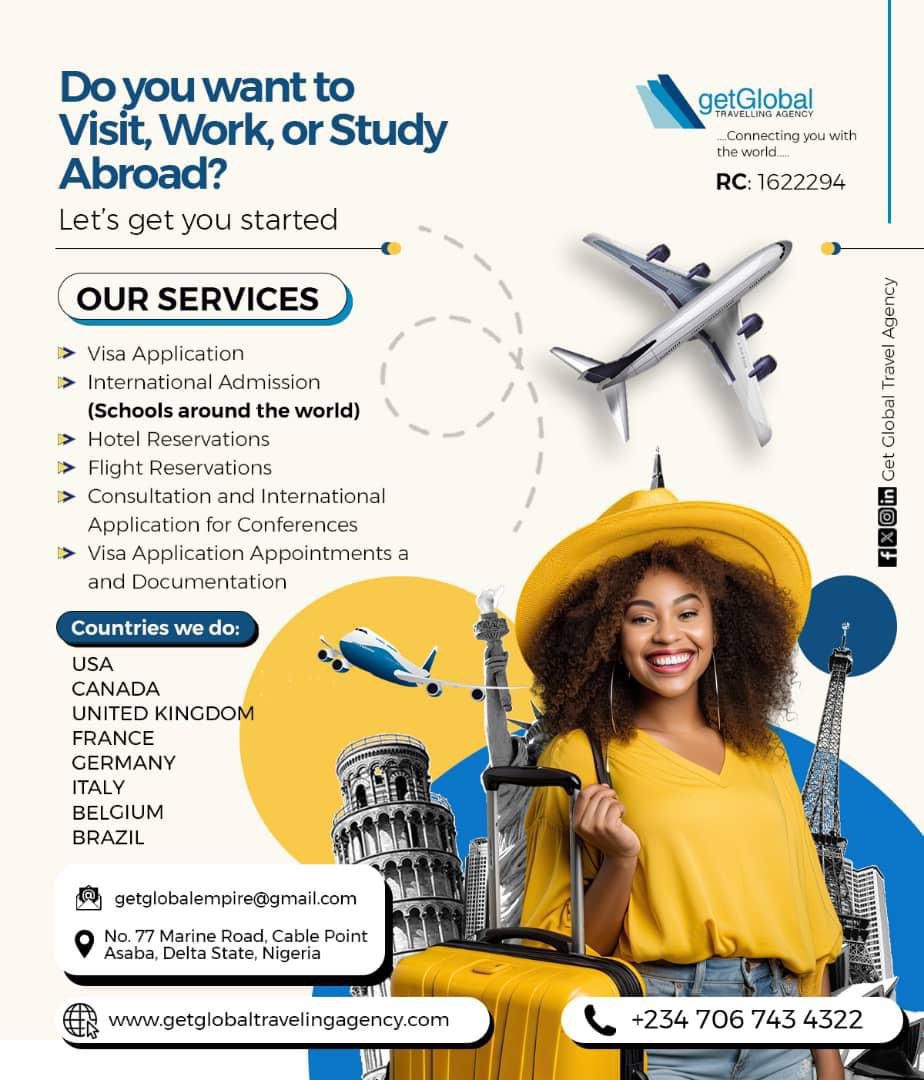 Do you want to
Visit, Work, or Study
Abroad?
Let's get you started
getGlobal
TRAVELLING AGENCY
....Connecting you with
the world.....
RC: 1622294
OUR SERVICES
Visa Application
International Admission
(Schools around the world)
Hotel Reservations
Flight Reservations
Consultation and International
Application for Conferences
Visa Application Appointments a
and Documentation
Get Global Travel Agency
Countries we do:
USA
CANADA
UNITED KINGDOM
FRANCE
GERMANY
ITALY
BELGIUM
BRAZIL
getglobalempire@gmail.com
No. 77 Marine Road, Cable Point
Asaba, Delta State, Nigeria
www.getglobaltravelingagency.com
+234 706 743 4322